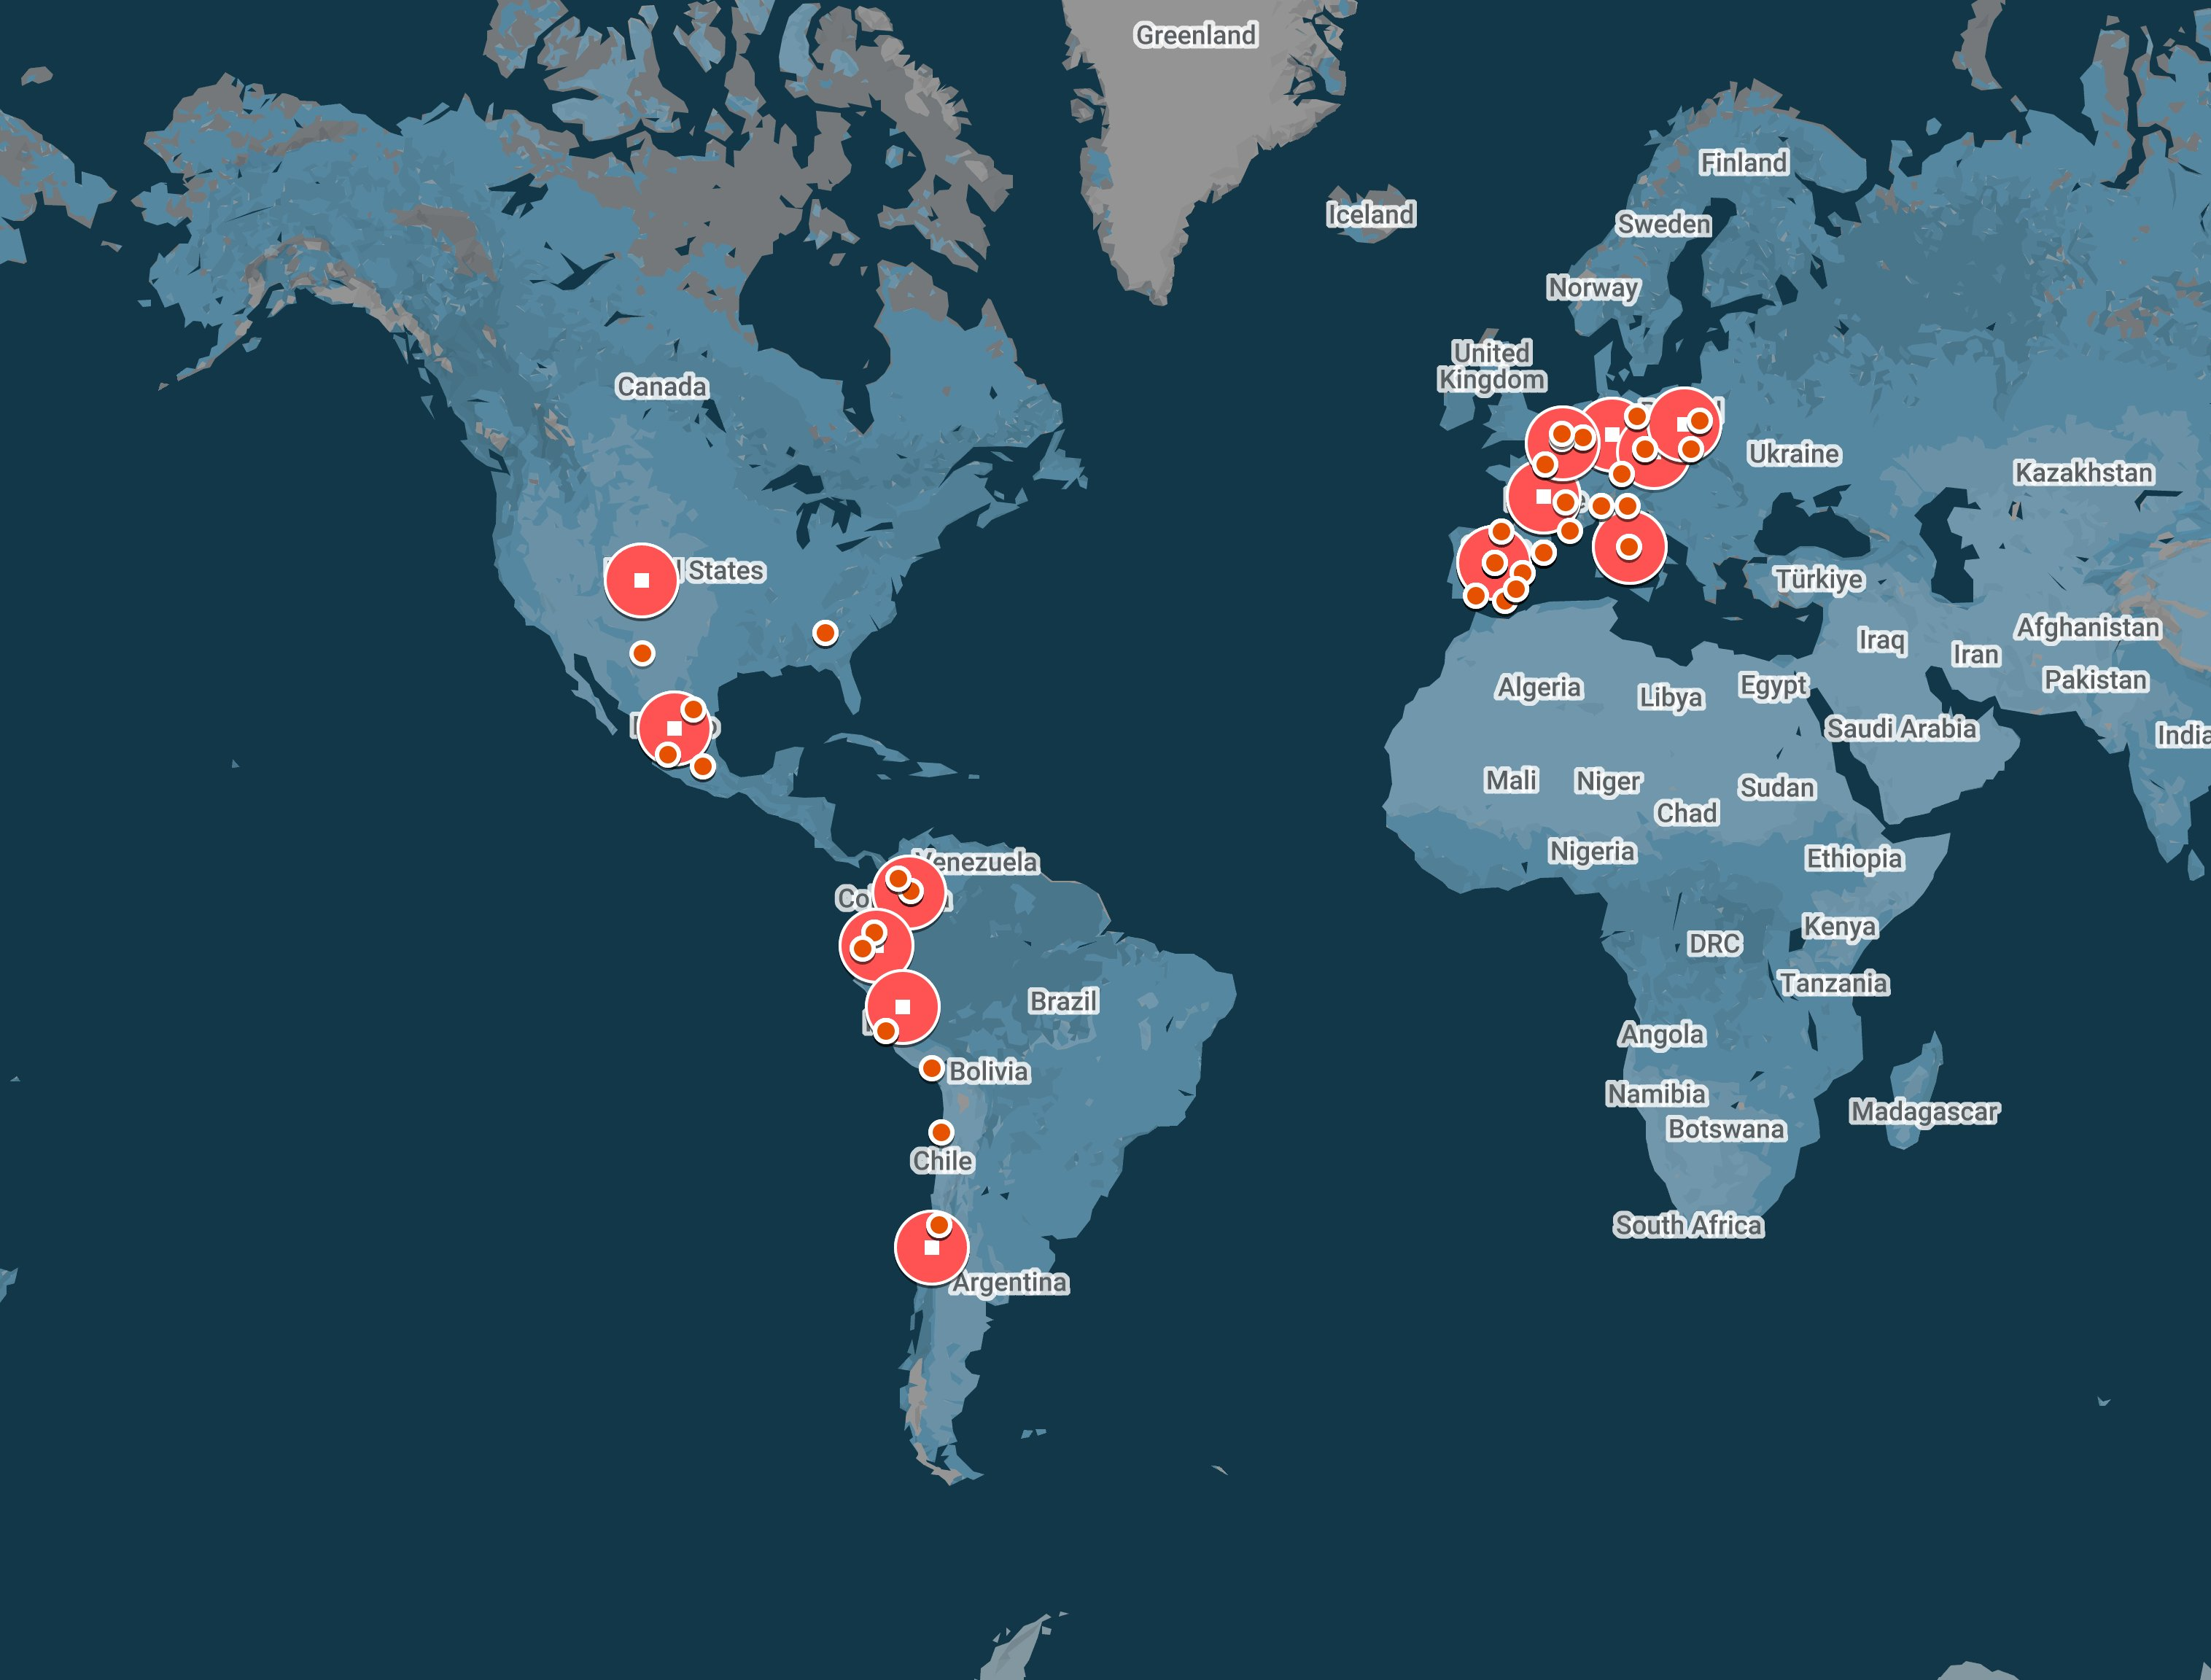 Greenland
Finland
Iceland
Sweden
Norway
United
Kingdom
Canada
Ukraine
Kazakhstan
States
Türkiye
Afghanistan
Iraq
Iran
Pakistan
Algeria
Libya
Egypt
Saudi Arabia
India
Mali
Niger
Sudan
Chad
Nigeria
Ethiopia
Venezuela
Kenya
DRC
Tanzania
Brazil
Angola
Bolivia
Namibia
Madagascar
Botswana
Chile
South Africa
Argentina